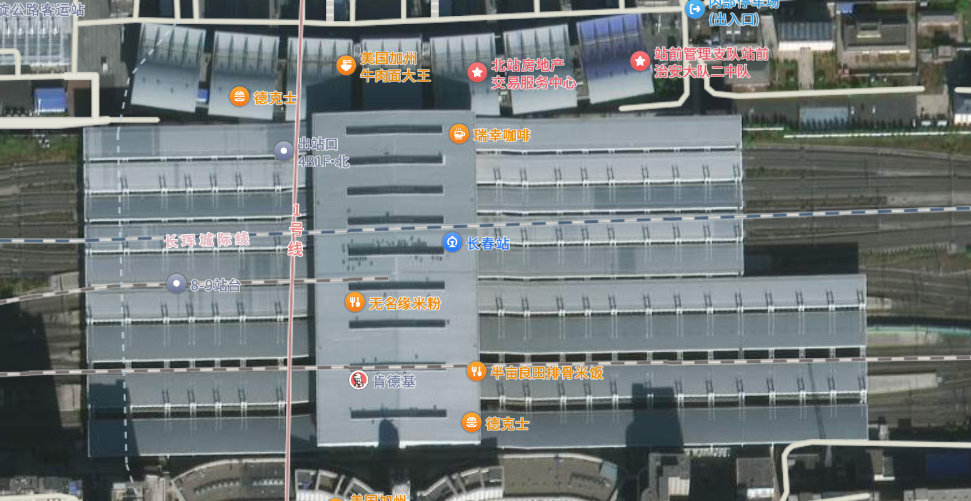 旋公路客运站
内部停车场
(出入口)
美国加州
牛肉面大王
北站房地产
交易服务中心
站前管理支队站前
治安大队二中队
德克士
瑞幸咖啡
出站口
4B1F-北
1号线
长珲城际线
长春站
8-9站台
无名缘米粉
肯德基
半亩良田排骨米饭
德克士
美国加州